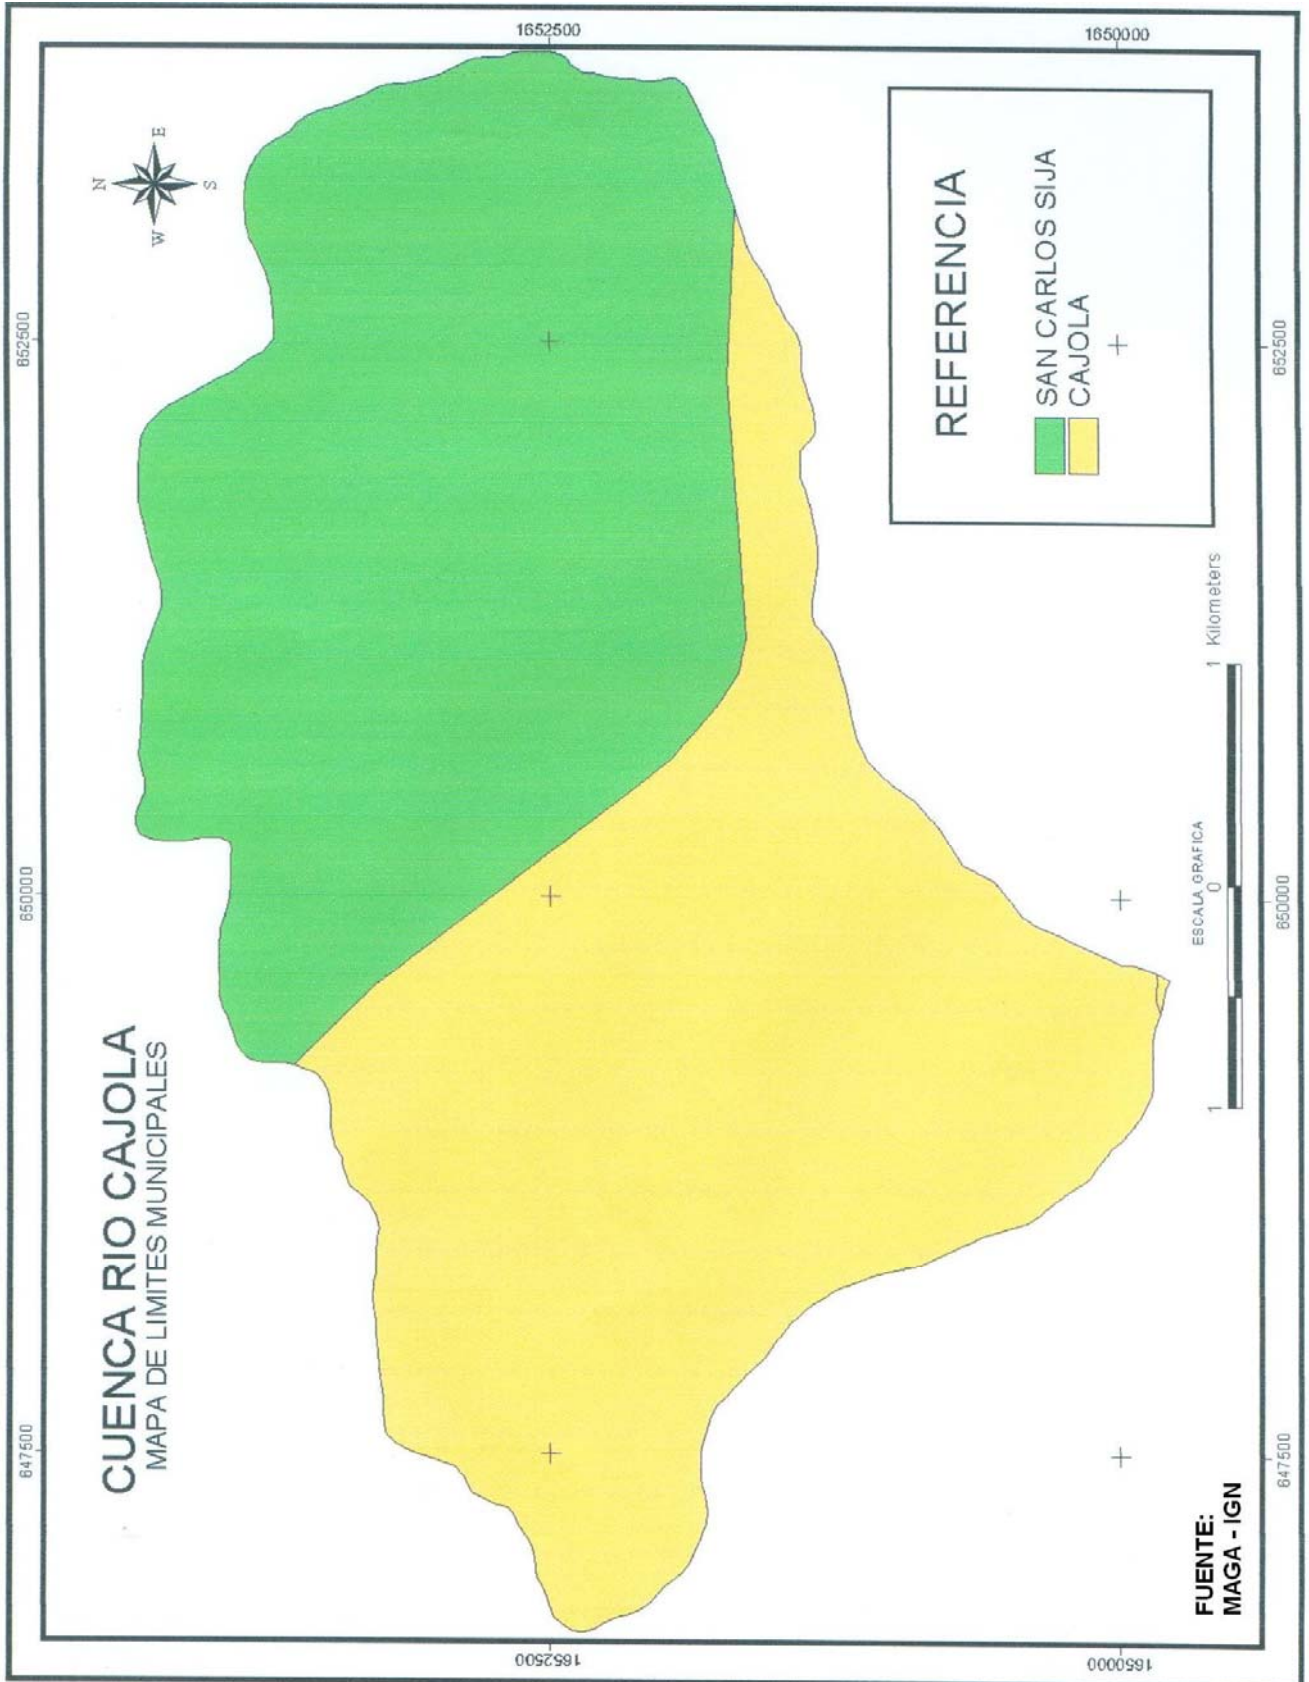 CUENCA RIO CAJOLA
MAPA DE LIMITES MUNICIPALES
647500
650000
652500
1652500
1650000
N
W
E
S
REFERENCIA
SAN CARLOS SIJA
CAJOLA
ESCALA GRAFICA
1
0
1 Kilometers
FUENTE:
MAGA - IGN
1652500
1650000
647500
650000
652500